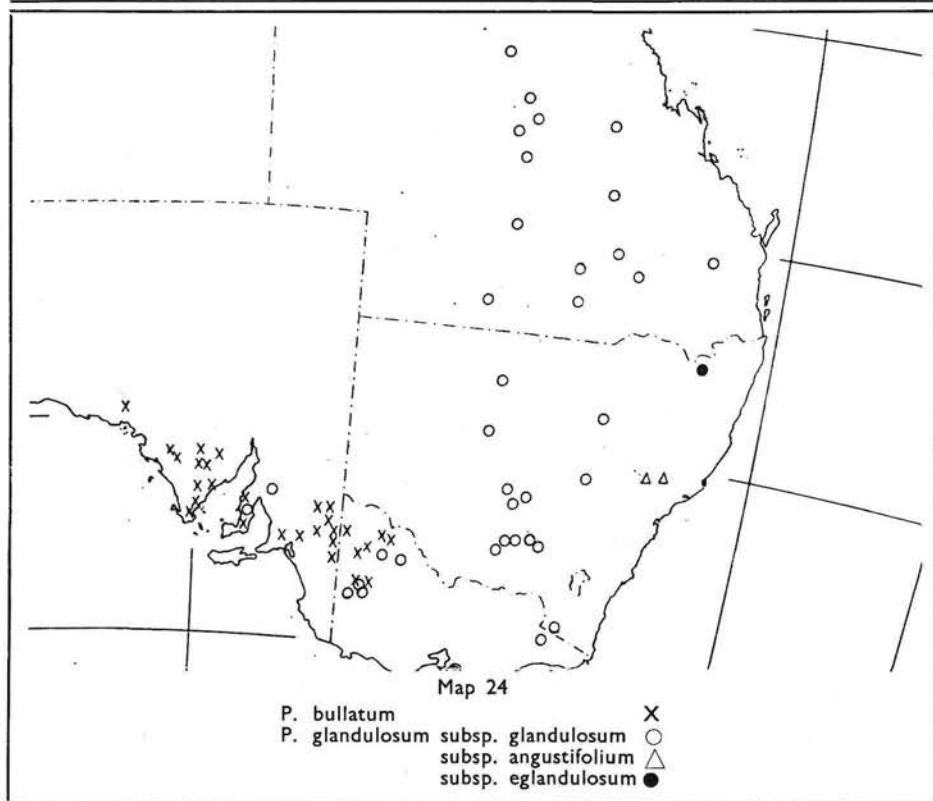 Map 24
P. bullatum X
P. glandulosum subsp. glandulosum ○
subsp. angustifolium △
subsp. eglandulosum ●